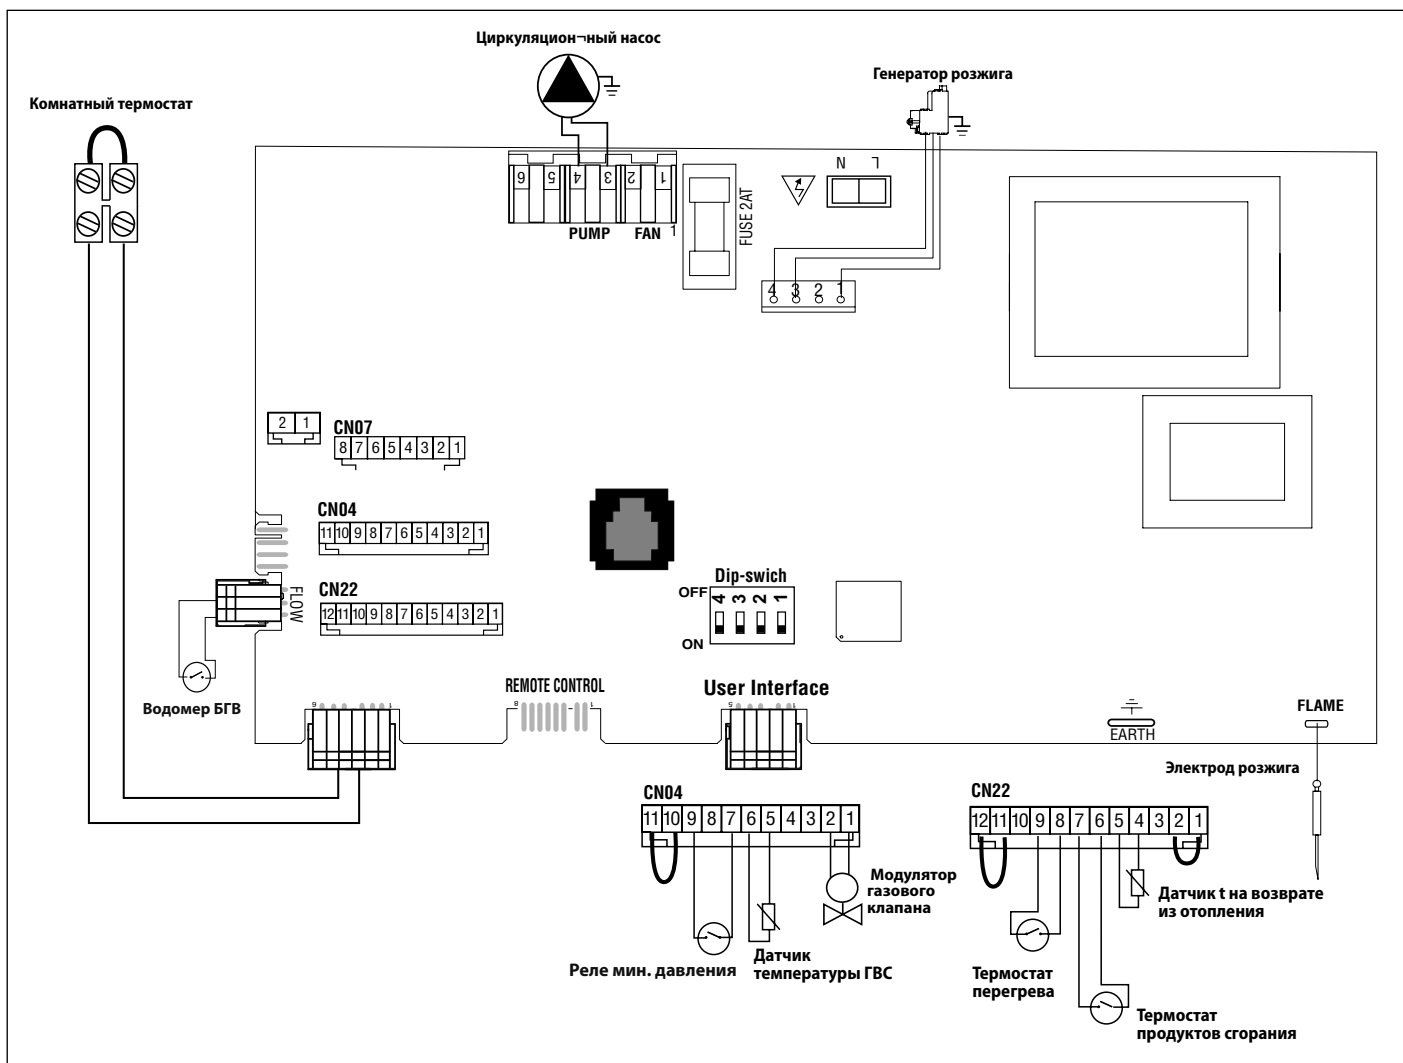 Циркуляцион¬ный насос
Генератор розжига
Комнатный термостат
6 5 4 3 2 1
PUMP FAN 1
FUSE 2AT
N L
4 3 2 1
2 1
CN07
8 7 6 5 4 3 2 1
CN04
11 10 9 8 7 6 5 4 3 2 1
CN22
12 11 10 9 8 7 6 5 4 3 2 1
FLOW
Dip-swich
OFF
4 3 2 1
ON
Водомер БГВ
6 1
REMOTE CONTROL
8 1
User Interface
5 1
EARTH
FLAME
Электрод розжига
CN04
11 10 9 8 7 6 5 4 3 2 1
CN22
12 11 10 9 8 7 6 5 4 3 2 1
Модулятор
газового
клапана
Датчик t на возврате
из отопления
Реле мин. давления
Датчик
температуры ГВС
Термостат
перегрева
Термостат
продуктов сгорания